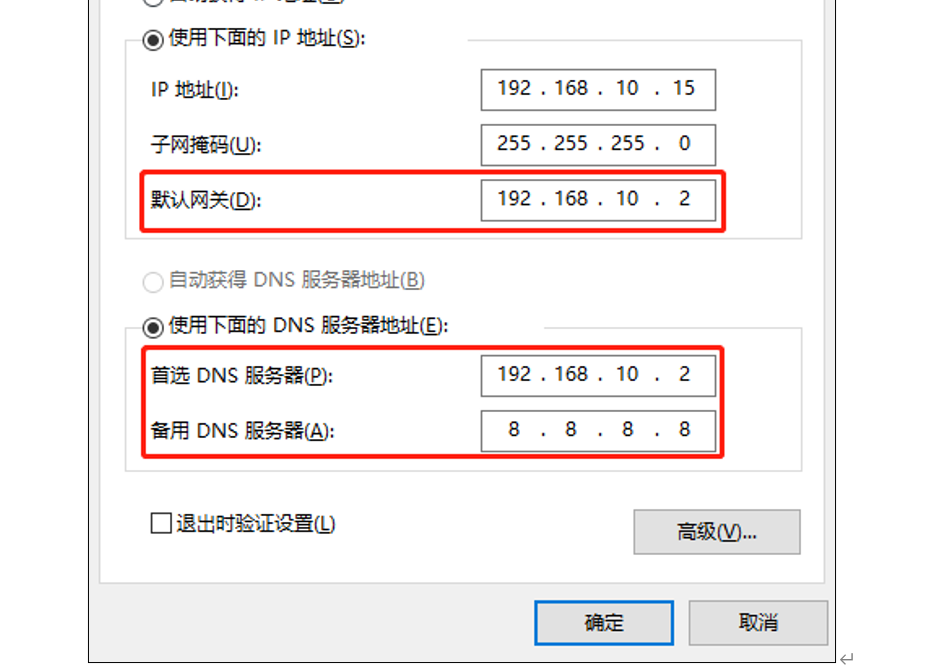 使用下面的 IP 地址(S):
IP 地址(I):
192 . 168 . 10 . 15
子网掩码(U):
255 . 255 . 255 . 0
默认网关(D):
192 . 168 . 10 . 2
自动获得 DNS 服务器地址(B)
使用下面的 DNS 服务器地址(E):
首选 DNS 服务器(P):
192 . 168 . 10 . 2
备用 DNS 服务器(A):
8 . 8 . 8 . 8
退出时验证设置(L)
高级(V)...
确定
取消